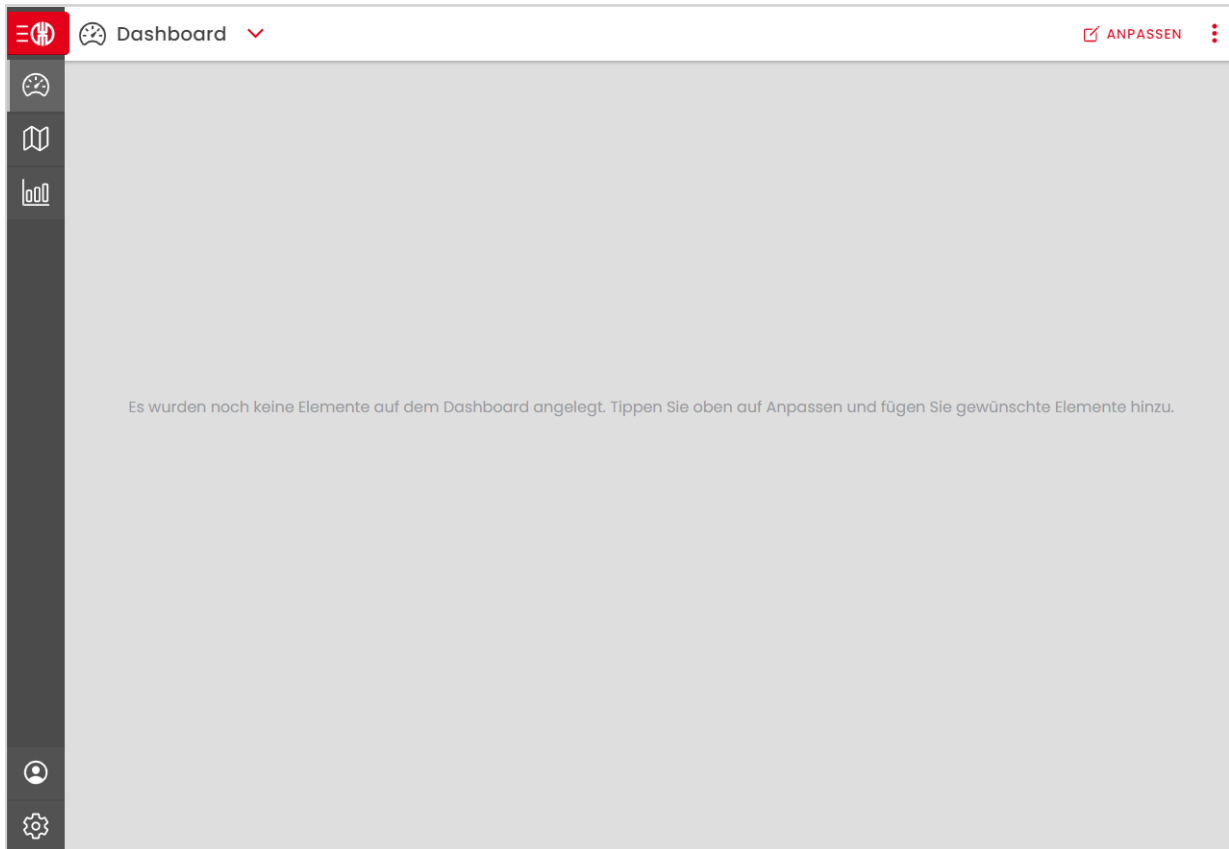 Dashboard
ANPASSEN
Es wurden noch keine Elemente auf dem Dashboard angelegt. Tippen Sie oben auf Anpassen und fügen Sie gewünschte Elemente hinzu.